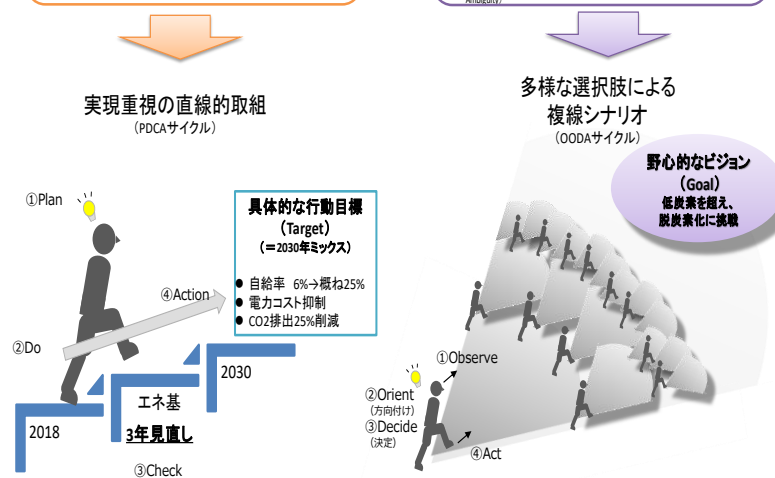 Ambiguity）
実現重視の直線的取組
（PDCAサイクル）
①Plan
具体的な行動目標
（Target）
（＝2030年ミックス）
● 自給率 6%→概ね25%
● 電力コスト抑制
● CO2排出25%削減
④Action
②Do
2030
エネ基
2018
3年見直し
③Check
多様な選択肢による
複線シナリオ
（OODAサイクル）
野心的なビジョン
（Goal）
低炭素を超え、
脱炭素化に挑戦
①Observe
②Orient
（方向付け）
③Decide
（決定）
④Act